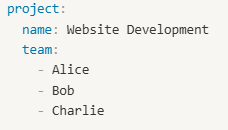 project:
  name: Website Development
  team:
    - Alice
    - Bob
    - Charlie